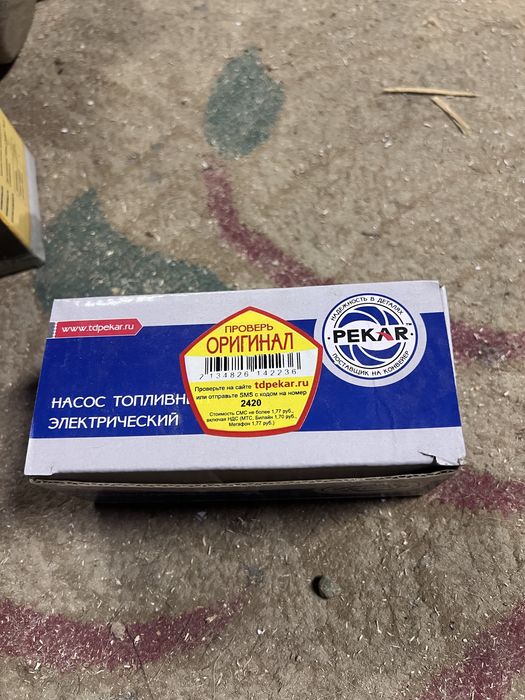 www.tdpekar.ru
НАСОС ТОПЛИВН
ЭЛЕКТРИЧЕСКИЙ
ПРОВЕРЬ
ОРИГИНАЛ
2 134826 142236
Проверьте на сайте tdpekar.ru
или отправьте SMS с кодом на номер
2420
Стоимость СМС не более 1,77 руб.,
включая НДС (МТС, Билайн 1,70 руб.,
Мегафон 1,77 руб.)
НАДЕЖНОСТЬ В ДЕТАЛЯХ
PEKAR™
ПОСТАВЩИК НА КОНВЕЙЕР